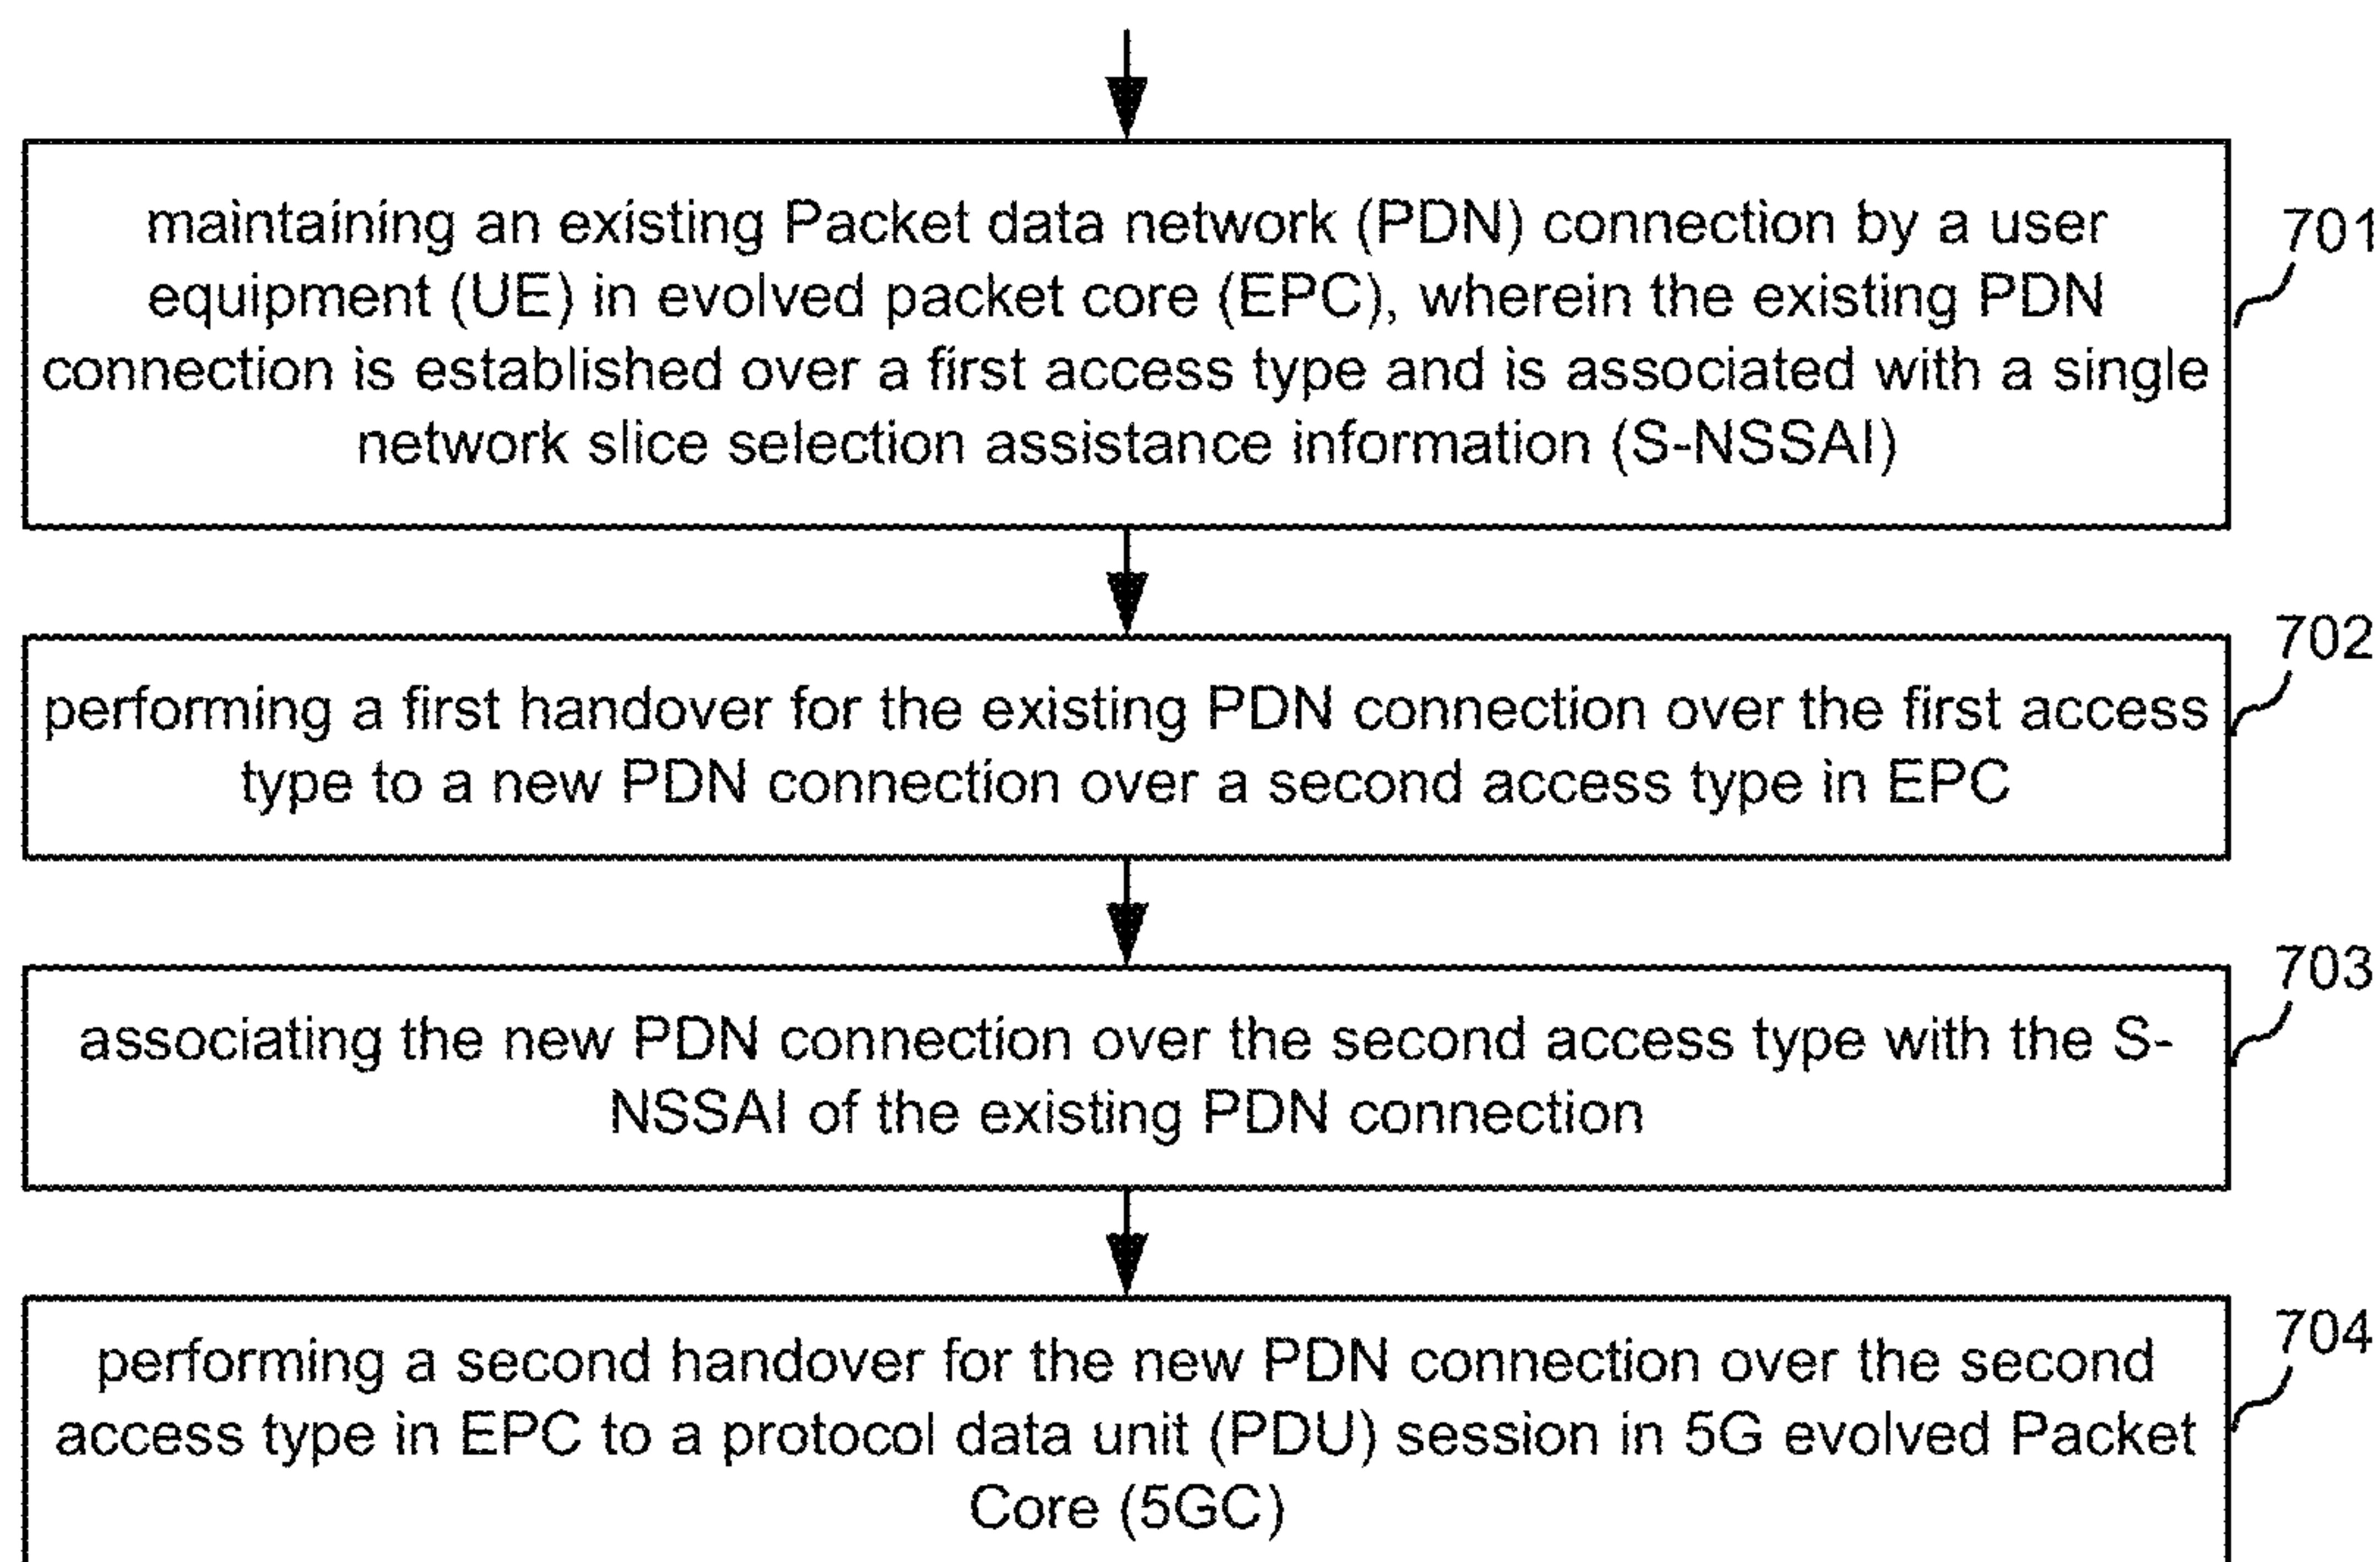 maintaining an existing Packet data network (PDN) connection by a user
equipment (UE) in evolved packet core (EPC), wherein the existing PDN
connection is established over a first access type and is associated with a single
network slice selection assistance information (S-NSSAI)
701
performing a first handover for the existing PDN connection over the first access
type to a new PDN connection over a second access type in EPC
702
associating the new PDN connection over the second access type with the S-
NSSAI of the existing PDN connection
703
performing a second handover for the new PDN connection over the second
access type in EPC to a protocol data unit (PDU) session in 5G evolved Packet
Core (5GC)
704